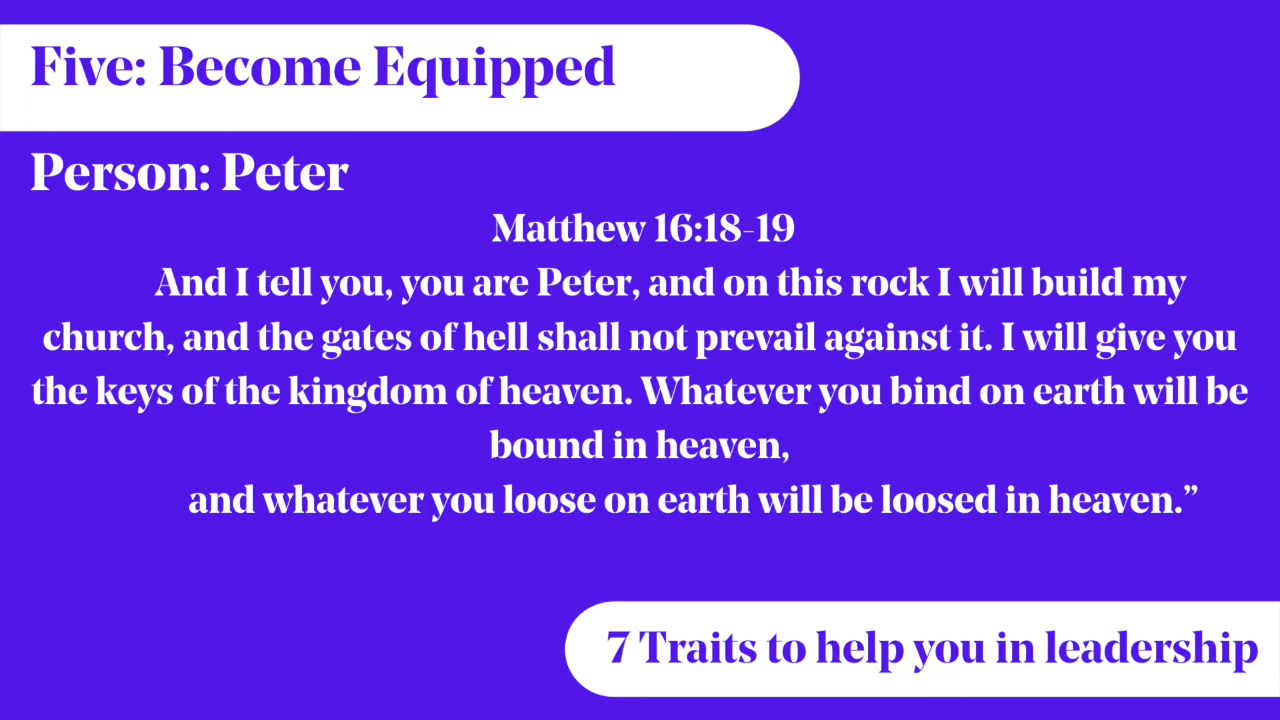 Five: Become Equipped
Person: Peter
Matthew 16:18-19
And I tell you, you are Peter, and on this rock I will build my
church, and the gates of hell shall not prevail against it. I will give you
the keys of the kingdom of heaven. Whatever you bind on earth will be
bound in heaven,
and whatever you loose on earth will be loosed in heaven.”
7 Traits to help you in leadership